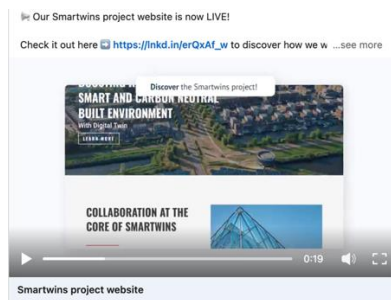 Our Smartwins project website is now LIVE!
Check it out here ➡️ https://lnkd.in/erQxAf_w to discover how we w ...see more
Discover the Smartwins project!
SMART AND CARBON NEUTRAL
BUILT ENVIRONMENT
With Digital Twin
LEARN MORE
COLLABORATION AT THE
CORE OF SMARTWINS
0:19
Smartwins project website